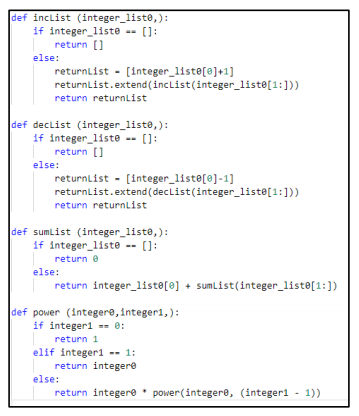 def incList (integer_list0,):
if integer_list0 == []:
return []
else:
returnList = [integer_list0[0]+1]
returnList.extend(incList(integer_list0[1:]))
return returnList
def decList (integer_list0,):
if integer_list0 == []:
return []
else:
returnList = [integer_list0[0]-1]
returnList.extend(decList(integer_list0[1:]))
return returnList
def sumList (integer_list0,):
if integer_list0 == []:
return 0
else:
return integer_list0[0] + sumList(integer_list0[1:])
def power (integer0,integer1,):
if integer1 == 0:
return 1
elif integer1 == 1:
return integer0
else:
return integer0 * power(integer0, (integer1 - 1))